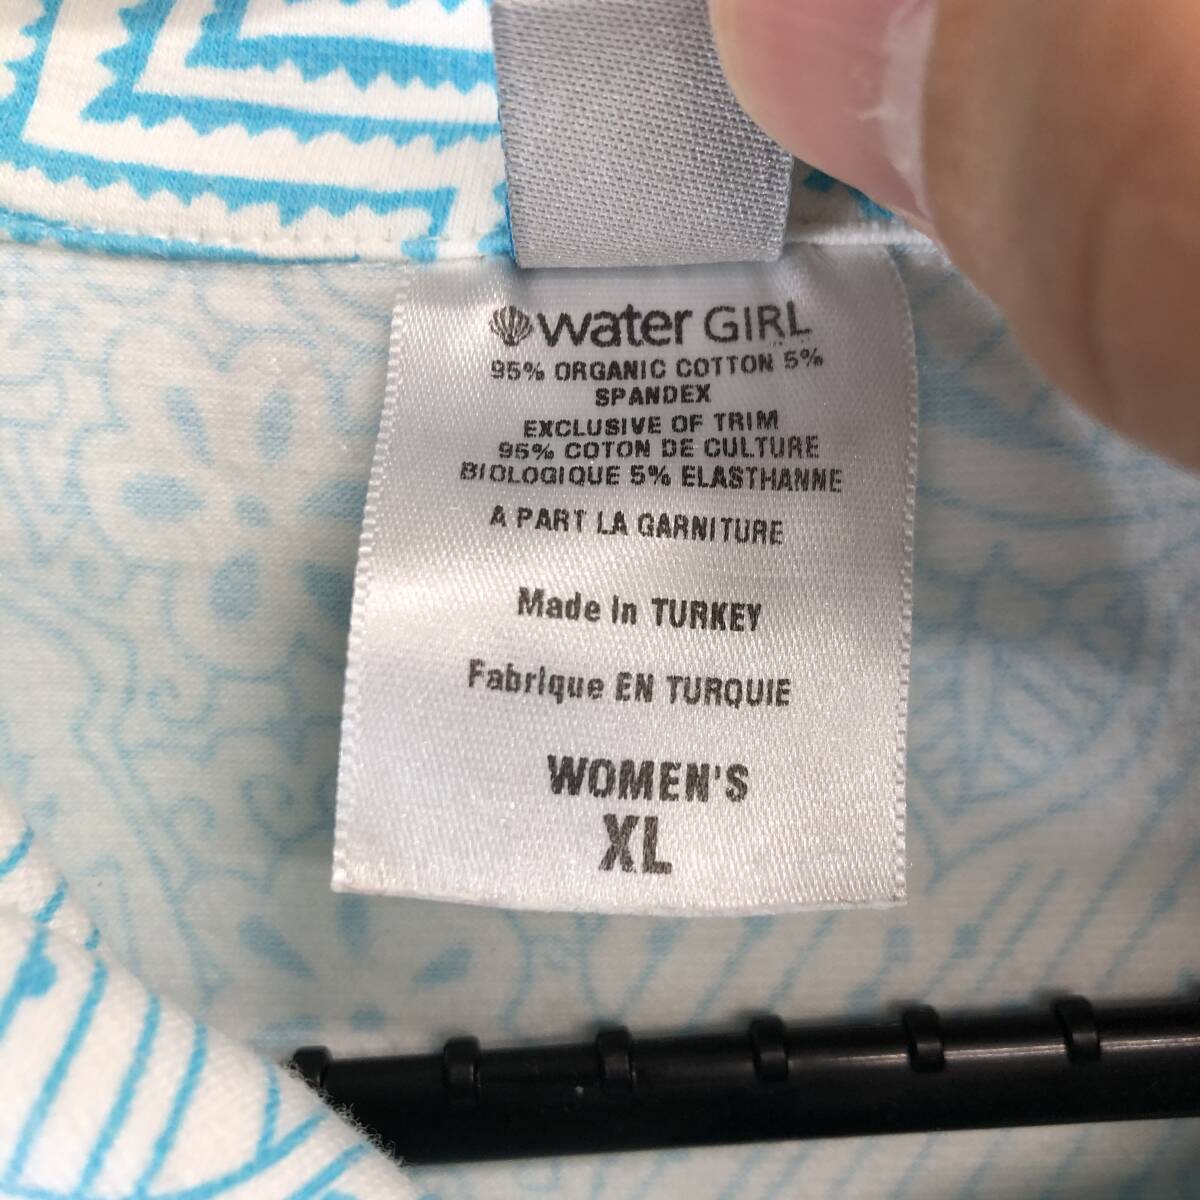 water GIRL
95% ORGANIC COTTON 5%
SPANDEX
EXCLUSIVE OF TRIM
95% COTON DE CULTURE
BIOLOGIQUE 5% ELASTHANNE
A PART LA GARNITURE
Made In TURKEY
Fabrique EN TURQUIE
WOMEN'S
XL